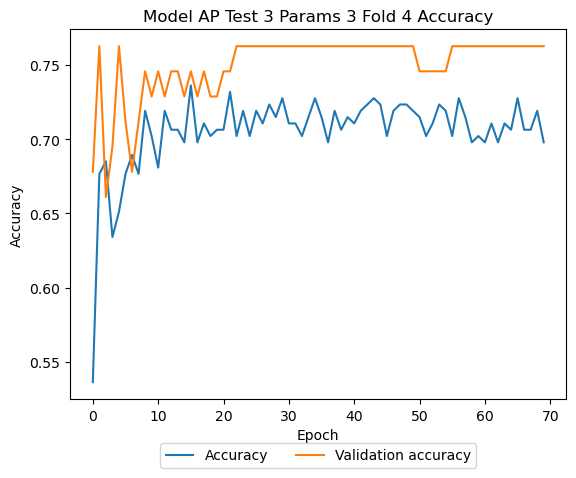 Model AP Test 3 Params 3 Fold 4 Accuracy
Accuracy
0.75
0.70
0.65
0.60
0.55
0 10 20 30 40 50 60 70
Epoch
Accuracy Validation accuracy